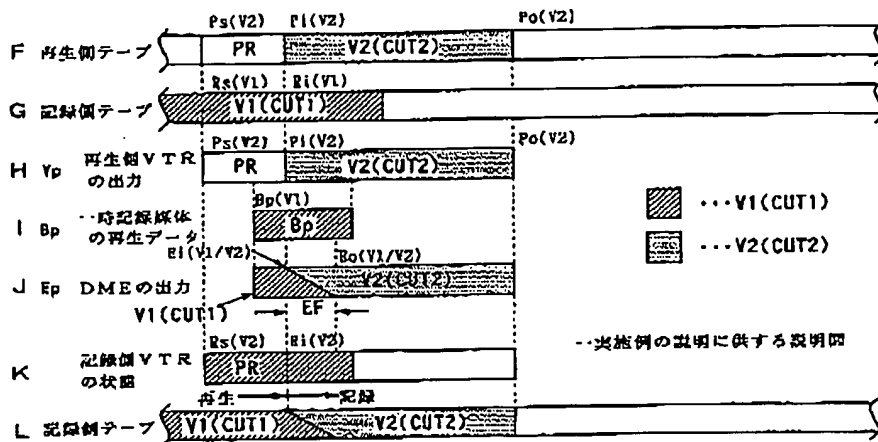 Ps(V2) Pi(V2) Po(V2)
F 再生側テープ PR V2(CUT2)
Rs(V1) Ri(V1)
G 記録側テープ V1(CUT1)
Ps(V2) Pi(V2) Po(V2)
H Vp 再生側VTRの出力 PR V2(CUT2)
Bp(V1)
I Bp 一時記録媒体の再生データ Bp
Ei(V1/V2) Eo(V1/V2)
J Ep DMEの出力 V2(CUT2)
V1(CUT1) EF
Rs(V2) Ri(V2)
K 記録側VTRの状態 PR
再生 記録
L 記録側テープ V1(CUT1) V2(CUT2)
…V1(CUT1)
…V2(CUT2)
一実施例の説明に供する説明図